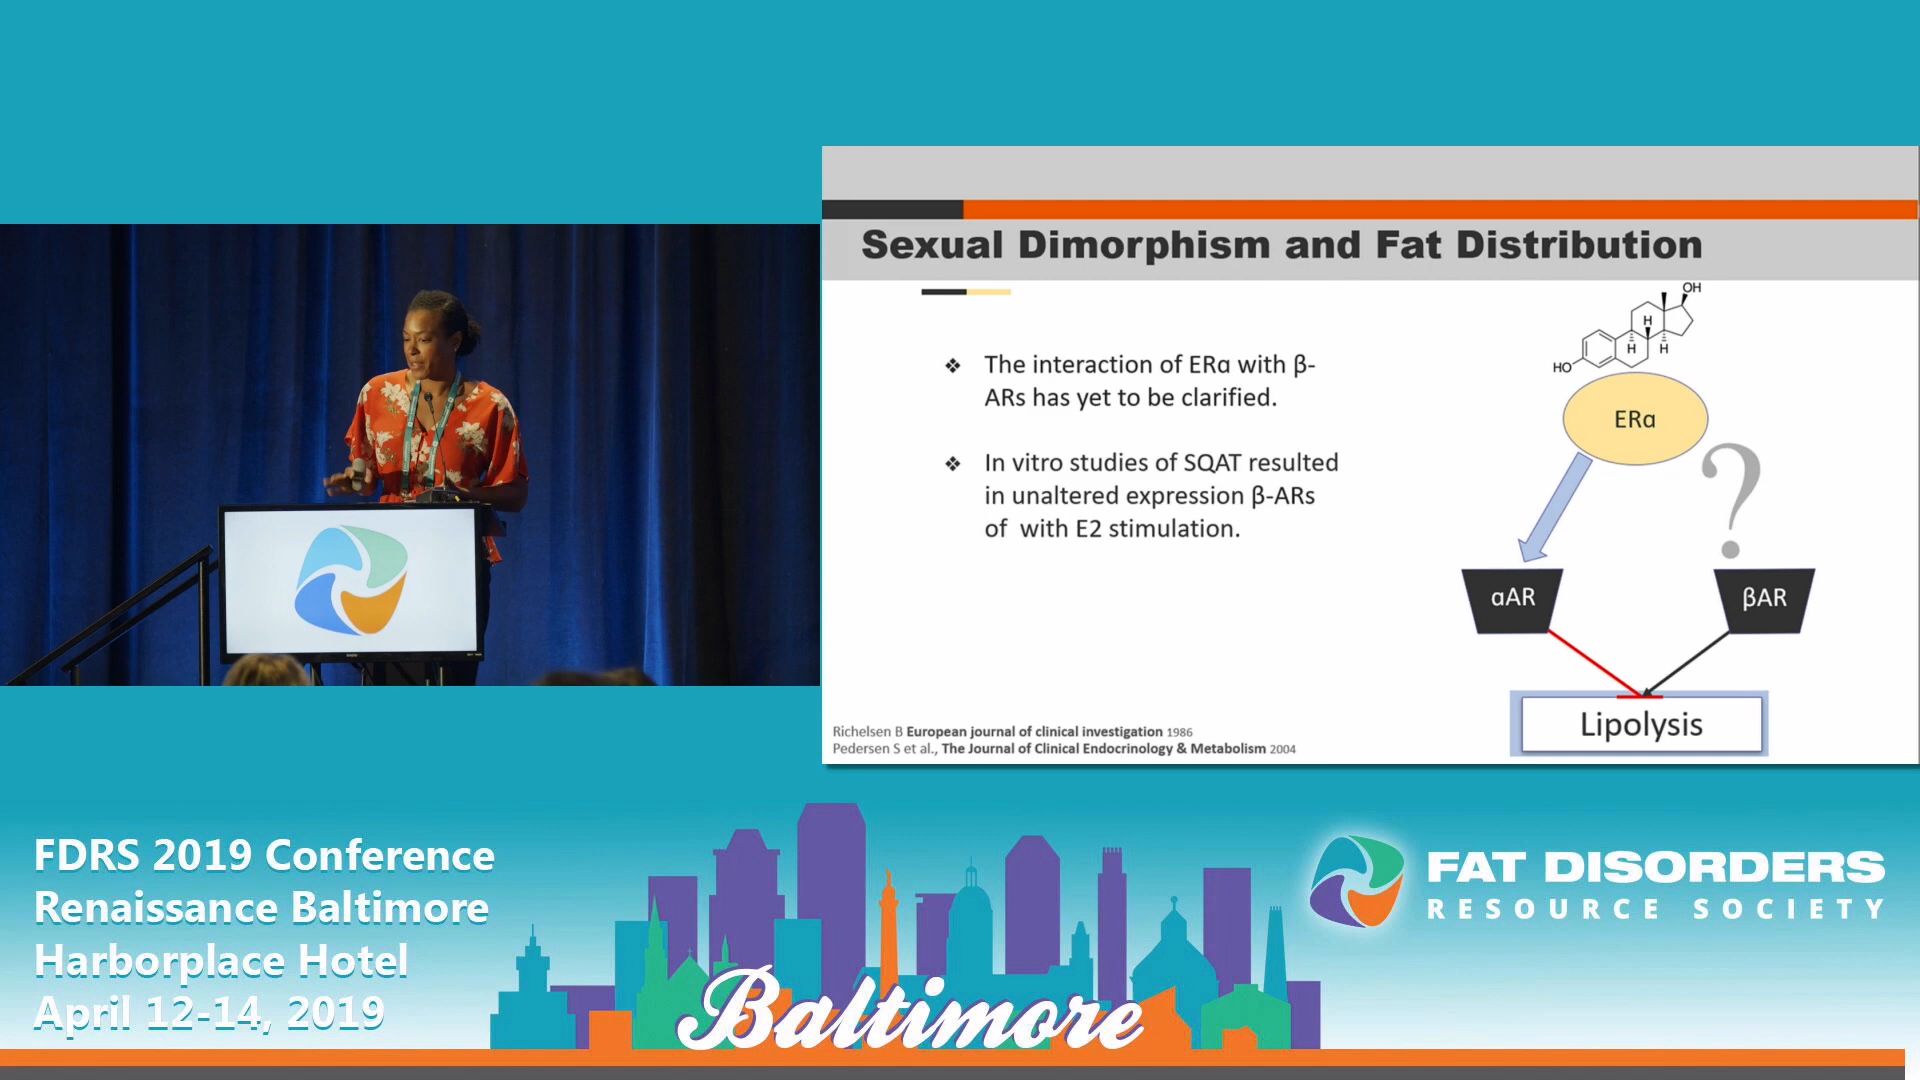 Sexual Dimorphism and Fat Distribution
❖ The interaction of ERα with β-
ARs has yet to be clarified.
❖ In vitro studies of SQAT resulted
in unaltered expression β-ARs
of  with E2 stimulation.
OH
H
H
H
HO
ERα
?
αAR
βAR
Lipolysis
Richelsen B European journal of clinical investigation 1986
Pedersen S et al., The Journal of Clinical Endocrinology & Metabolism 2004
FDRS 2019 Conference
Renaissance Baltimore
Harborplace Hotel
April 12-14, 2019
Baltimore
FAT DISORDERS
RESOURCE SOCIETY